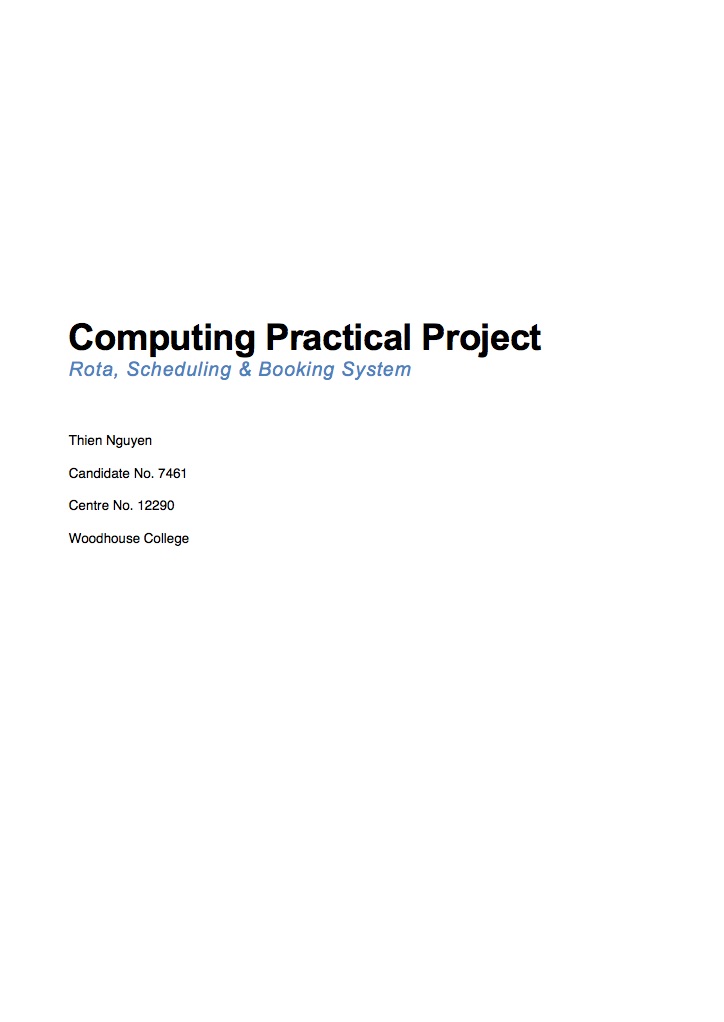 Computing Practical Project
Rota, Scheduling & Booking System
Thien Nguyen
Candidate No. 7461
Centre No. 12290
Woodhouse College